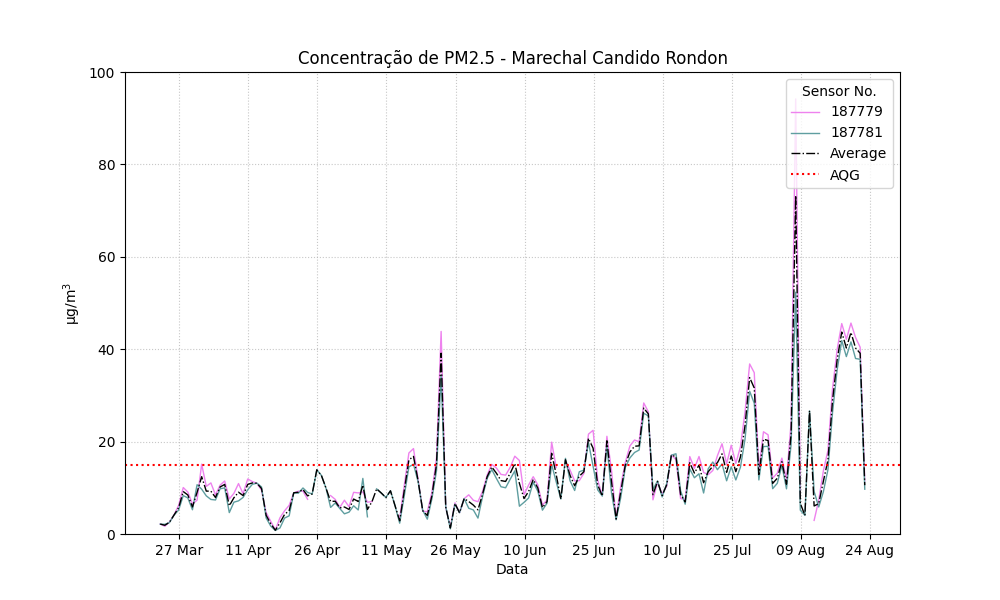 Concentração de PM2.5 - Marechal Candido Rondon
100
80
60
40
20
0
µg/m³
Sensor No.
187779
187781
Average
AQG
27 Mar
11 Apr
26 Apr
11 May
26 May
10 Jun
25 Jun
10 Jul
25 Jul
09 Aug
24 Aug
Data